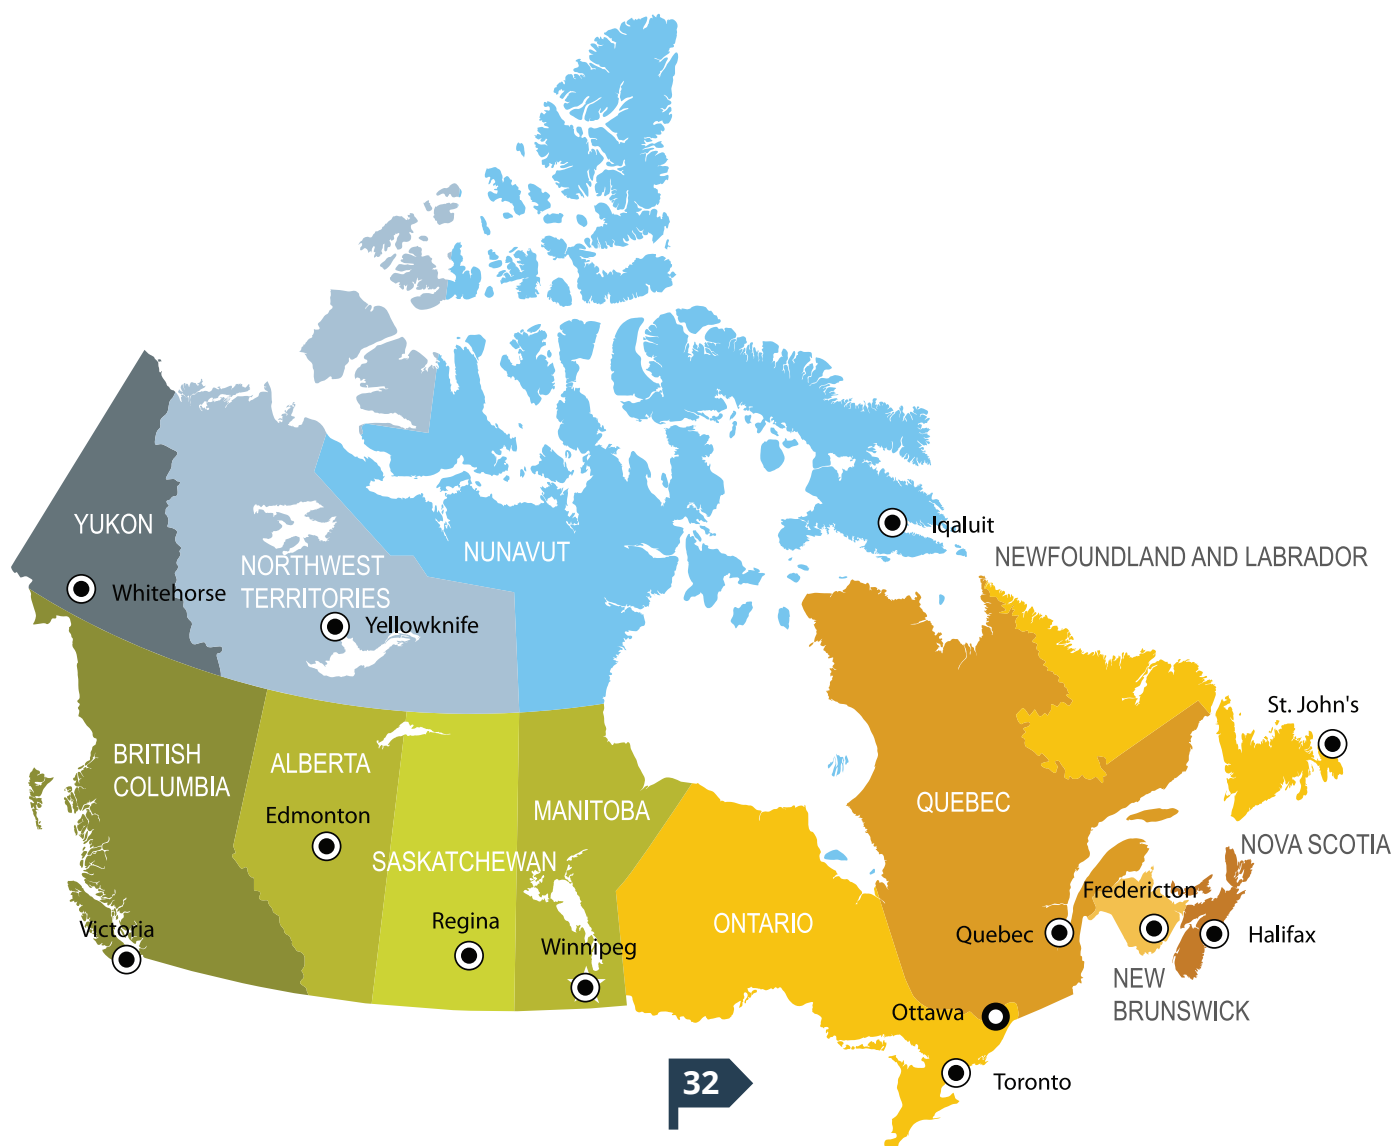 YUKON
Whitehorse
NORTHWEST
TERRITORIES
Yellowknife
NUNAVUT
Iqaluit
NEWFOUNDLAND AND LABRADOR
St. John's
BRITISH
COLUMBIA
Victoria
ALBERTA
Edmonton
SASKATCHEWAN
Regina
MANITOBA
Winnipeg
ONTARIO
QUEBEC
Quebec
Ottawa
Toronto
NOVA SCOTIA
Fredericton
Halifax
NEW
BRUNSWICK
32